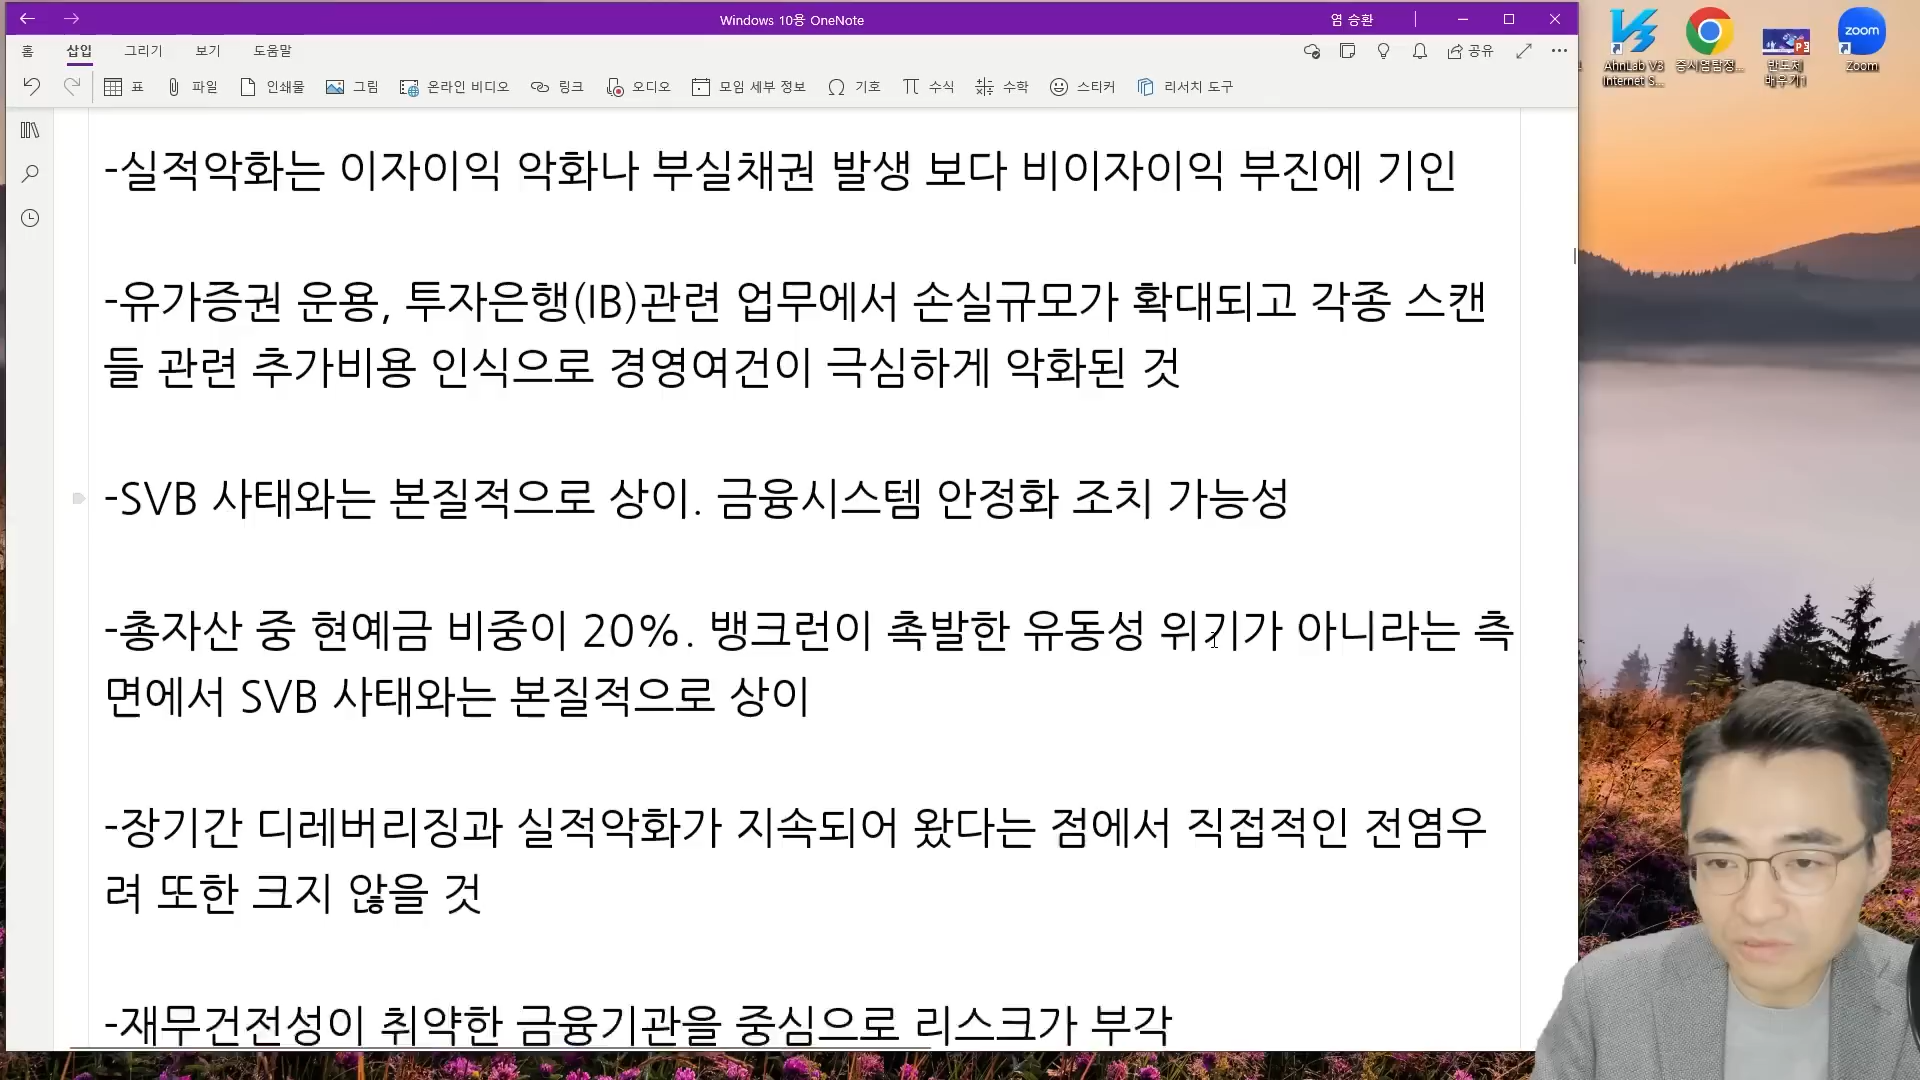 Windows 10용 OneNote
염 승환
홈 삽입 그리기 보기 도움말
공유
표 파일 인쇄물 그림 온라인 비디오 링크 오디오 모임 세부 정보 기호 수식 수학 스티커 리서치 도구
-실적악화는 이자이익 악화나 부실채권 발생 보다 비이자이익 부진에 기인
-유가증권 운용, 투자은행(IB)관련 업무에서 손실규모가 확대되고 각종 스캔
들 관련 추가비용 인식으로 경영여건이 극심하게 악화된 것
-SVB 사태와는 본질적으로 상이. 금융시스템 안정화 조치 가능성
-총자산 중 현예금 비중이 20%. 뱅크런이 촉발한 유동성 위기가 아니라는 측
면에서 SVB 사태와는 본질적으로 상이
-장기간 디레버리징과 실적악화가 지속되어 왔다는 점에서 직접적인 전염우
려 또한 크지 않을 것
-재무건전성이 취약한 금융기관을 중심으로 리스크가 부각
AhnLab V3
Internet S...
증시염탐정...
반도체
배우기1
zoom
Zoom